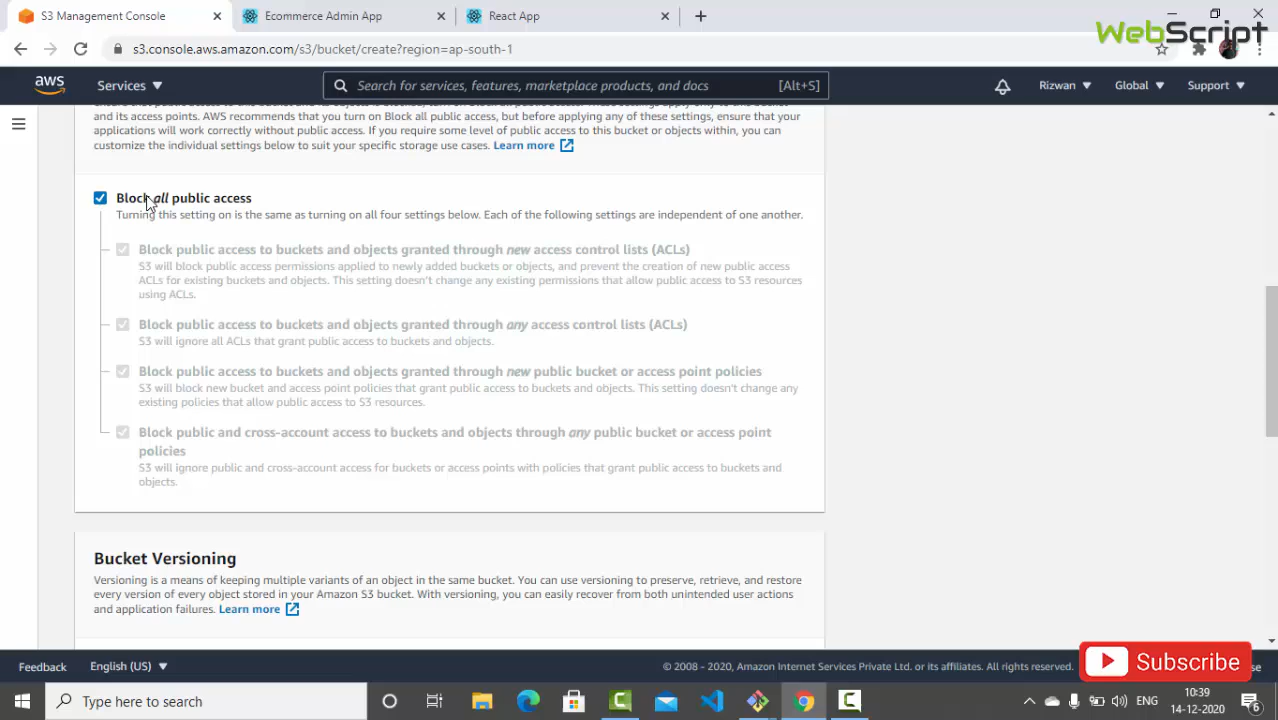 S3 Management Console
Ecommerce Admin App
React App
WebScript
s3.console.aws.amazon.com/s3/bucket/create?region=ap-south-1
aws
Services
Search for services, features, marketplace products, and docs
[Alt+S]
Rizwan
Global
Support
and its access points. AWS recommends that you turn on Block all public access, but before applying any of these settings, ensure that your
applications will work correctly without public access. If you require some level of public access to this bucket or objects within, you can
customize the individual settings below to suit your specific storage use cases. Learn more
Block all public access
Turning this setting on is the same as turning on all four settings below. Each of the following settings are independent of one another.
Block public access to buckets and objects granted through new access control lists (ACLs)
S3 will block public access permissions applied to newly added buckets or objects, and prevent the creation of new public access
ACLs for existing buckets and objects. This setting doesn't change any existing permissions that allow public access to S3 resources
using ACLs.
Block public access to buckets and objects granted through any access control lists (ACLs)
S3 will ignore all ACLs that grant public access to buckets and objects.
Block public access to buckets and objects granted through new public bucket or access point policies
S3 will block new bucket and access point policies that grant public access to buckets and objects. This setting doesn't change any
existing policies that allow public access to S3 resources.
Block public and cross-account access to buckets and objects through any public bucket or access point
policies
S3 will ignore public and cross-account access for buckets or access points with policies that grant public access to buckets and
objects.
Bucket Versioning
Versioning is a means of keeping multiple variants of an object in the same bucket. You can use versioning to preserve, retrieve, and restore
every version of every object stored in your Amazon S3 bucket. With versioning, you can easily recover from both unintended user actions
and application failures. Learn more
Feedback
English (US)
© 2008 - 2020, Amazon Internet Services Private Ltd. or its affiliates. All rights reserved.
Subscribe
Type here to search
ENG
10:39
14-12-2020
6